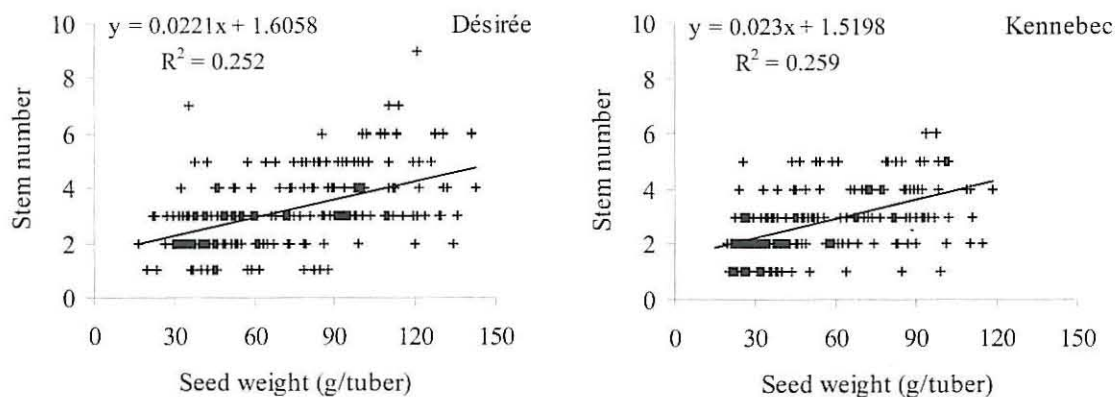 y = 0.0221x + 1.6058
R² = 0.252
Désirée
Stem number
10
8
6
4
2
0
0 30 60 90 120 150
Seed weight (g/tuber)
y = 0.023x + 1.5198
R² = 0.259
Kennebec
Stem number
10
8
6
4
2
0
0 30 60 90 120 150
Seed weight (g/tuber)